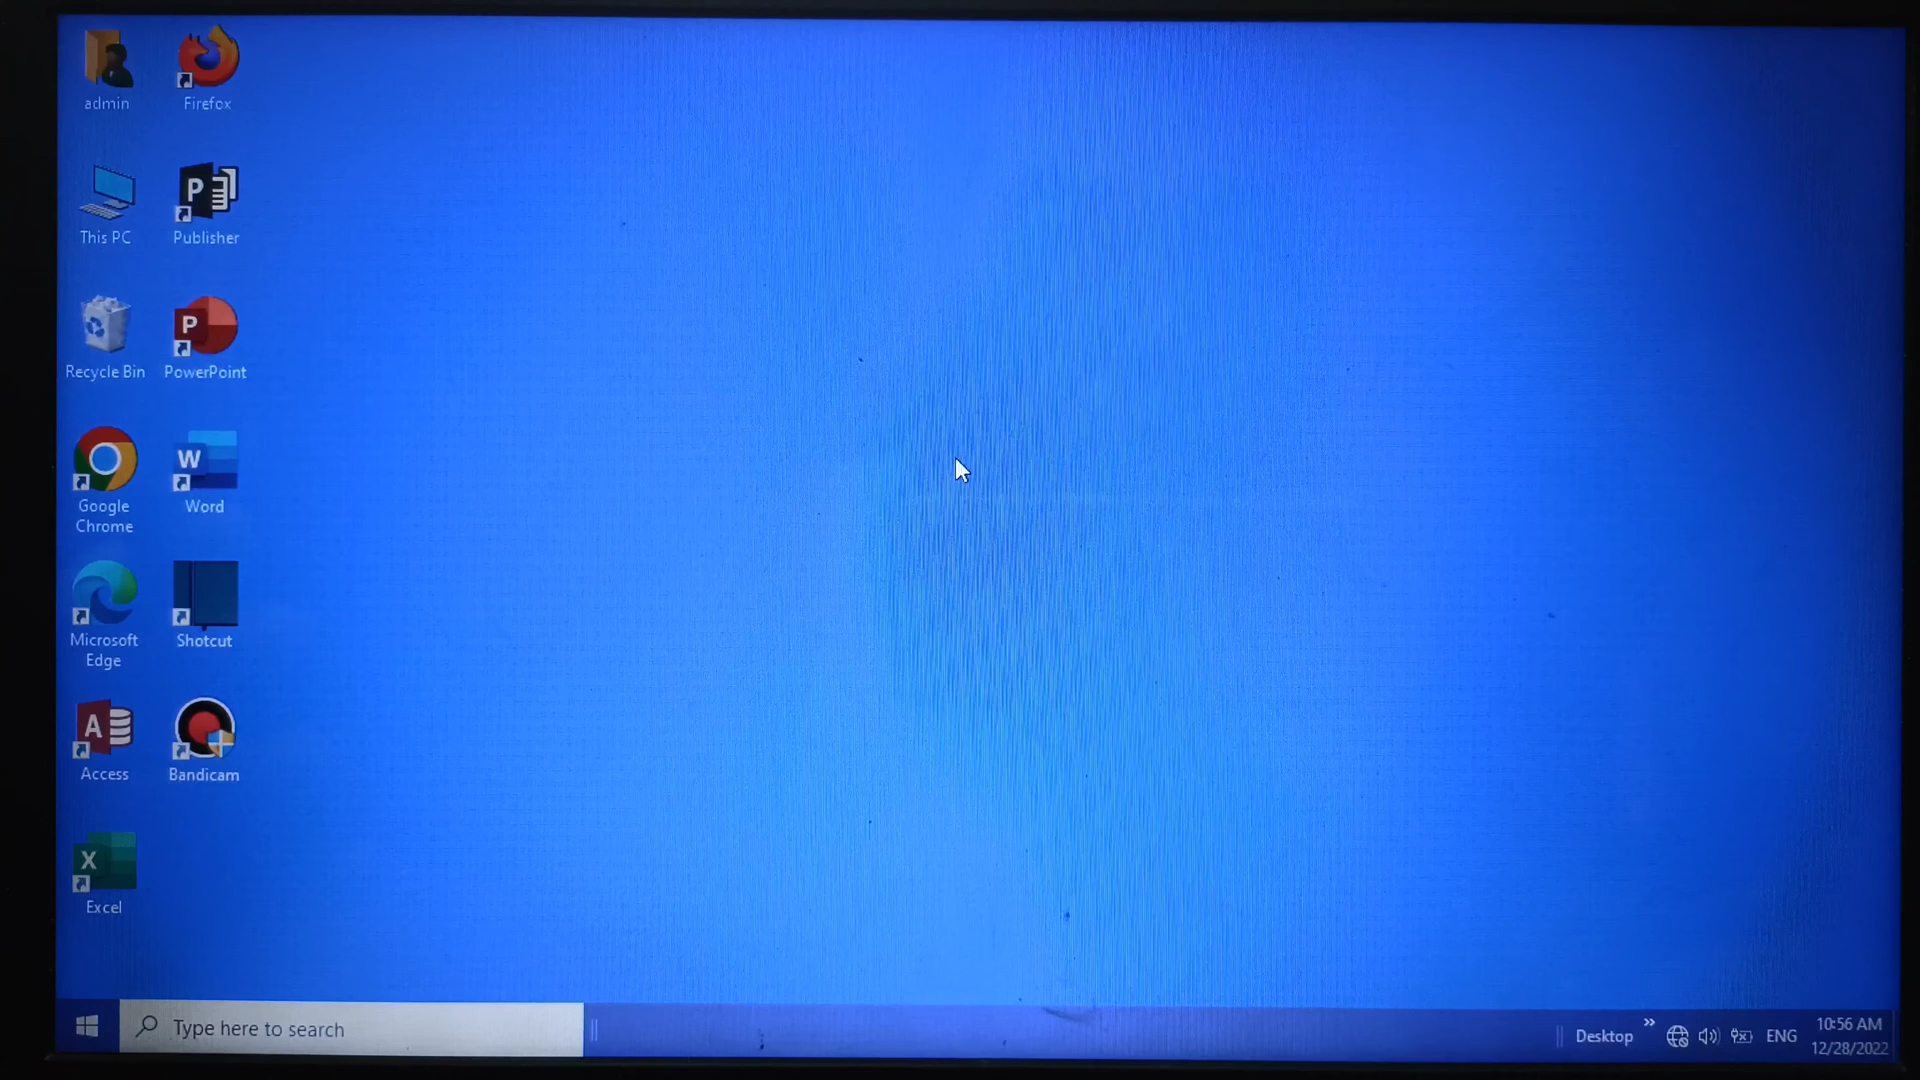 admin
Firefox
This PC
P
Publisher
Recycle Bin
P
PowerPoint
Google
Chrome
W
Word
Microsoft
Edge
Shotcut
A
Access
Bandicam
X
Excel
Type here to search
Desktop
ENG
10:56 AM
12/28/2022